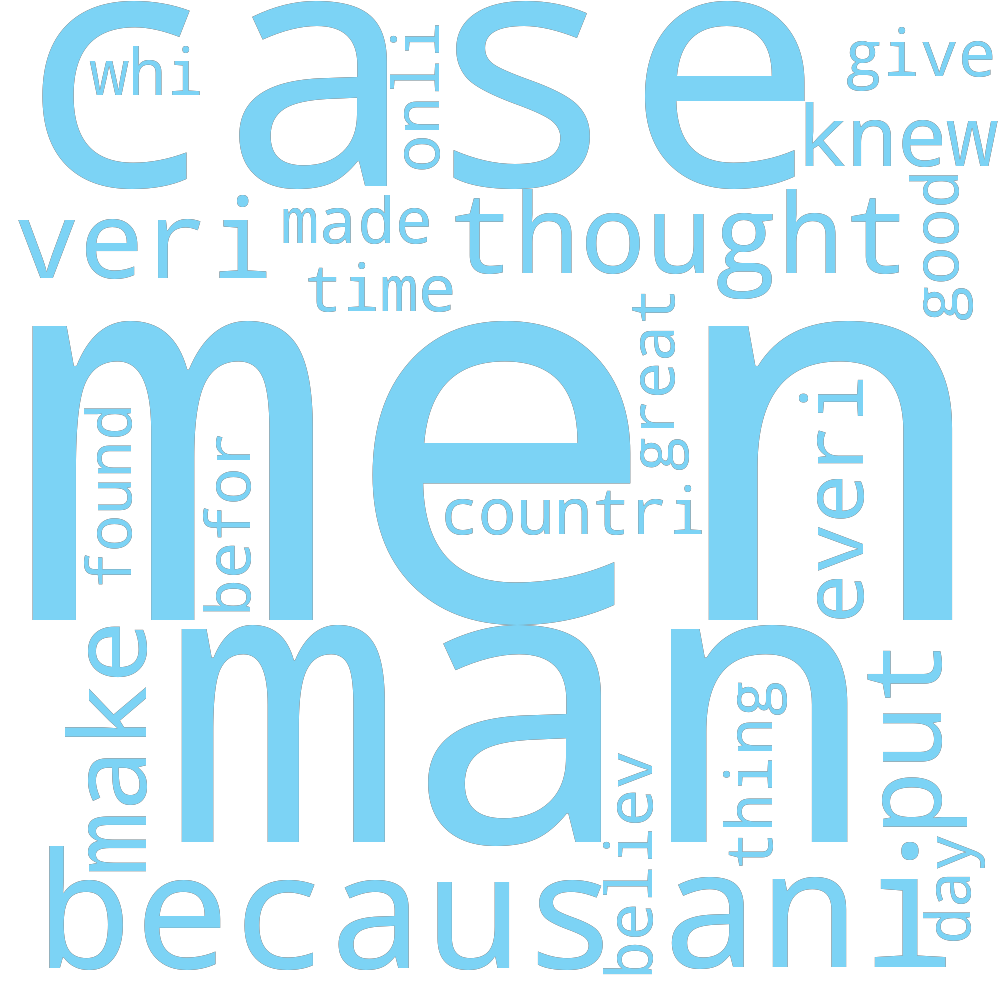 case
whi
onli
give
knew
veri
made
thought
good
time
great
men
found
befor
countri
everi
make
man
put
thing
believ
becaus
ani
day